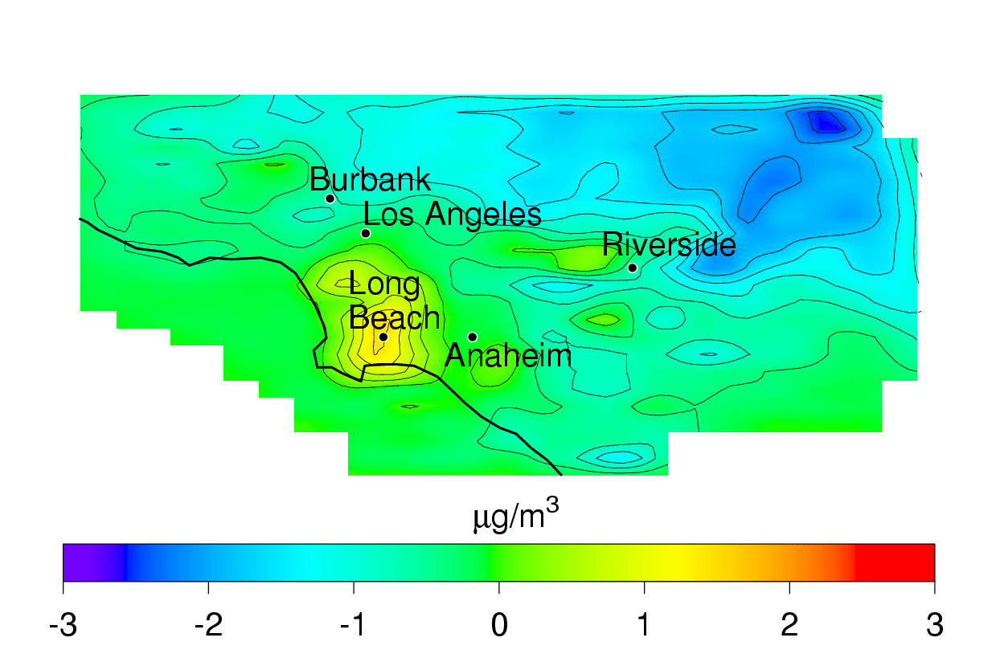 Burbank
Los Angeles
Riverside
Long
Beach
Anaheim
μg/m³
-3 -2 -1 0 1 2 3